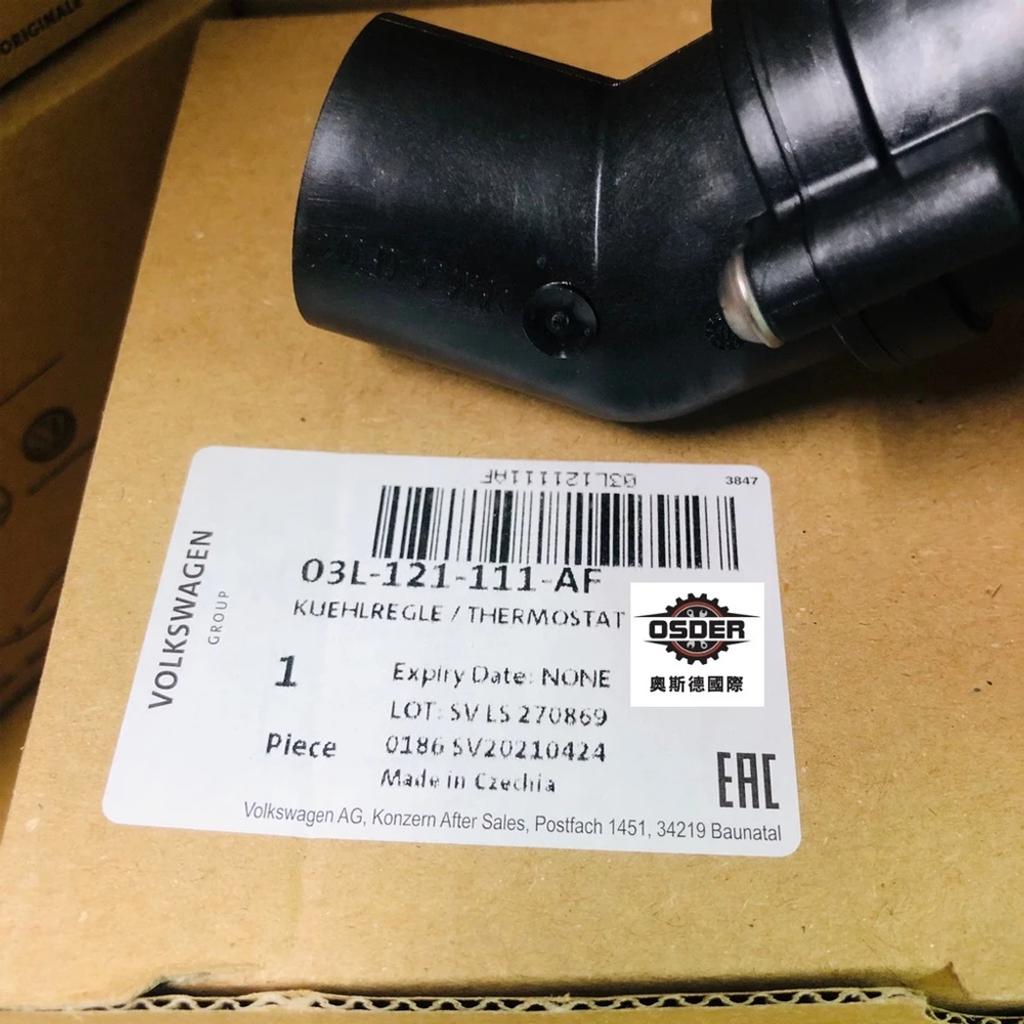 ORIGINALE
03L121111AF
3847
VOLKSWAGEN
GROUP
03L-121-111-AF
KUEHLREGLE / THERMOSTAT
OSDER
奧斯德國際
1
Expiry Date: NONE
LOT: SV LS 270869
Piece
0186 SV20210424
Made in Czechia
EAC
Volkswagen AG, Konzern After Sales, Postfach 1451, 34219 Baunatal